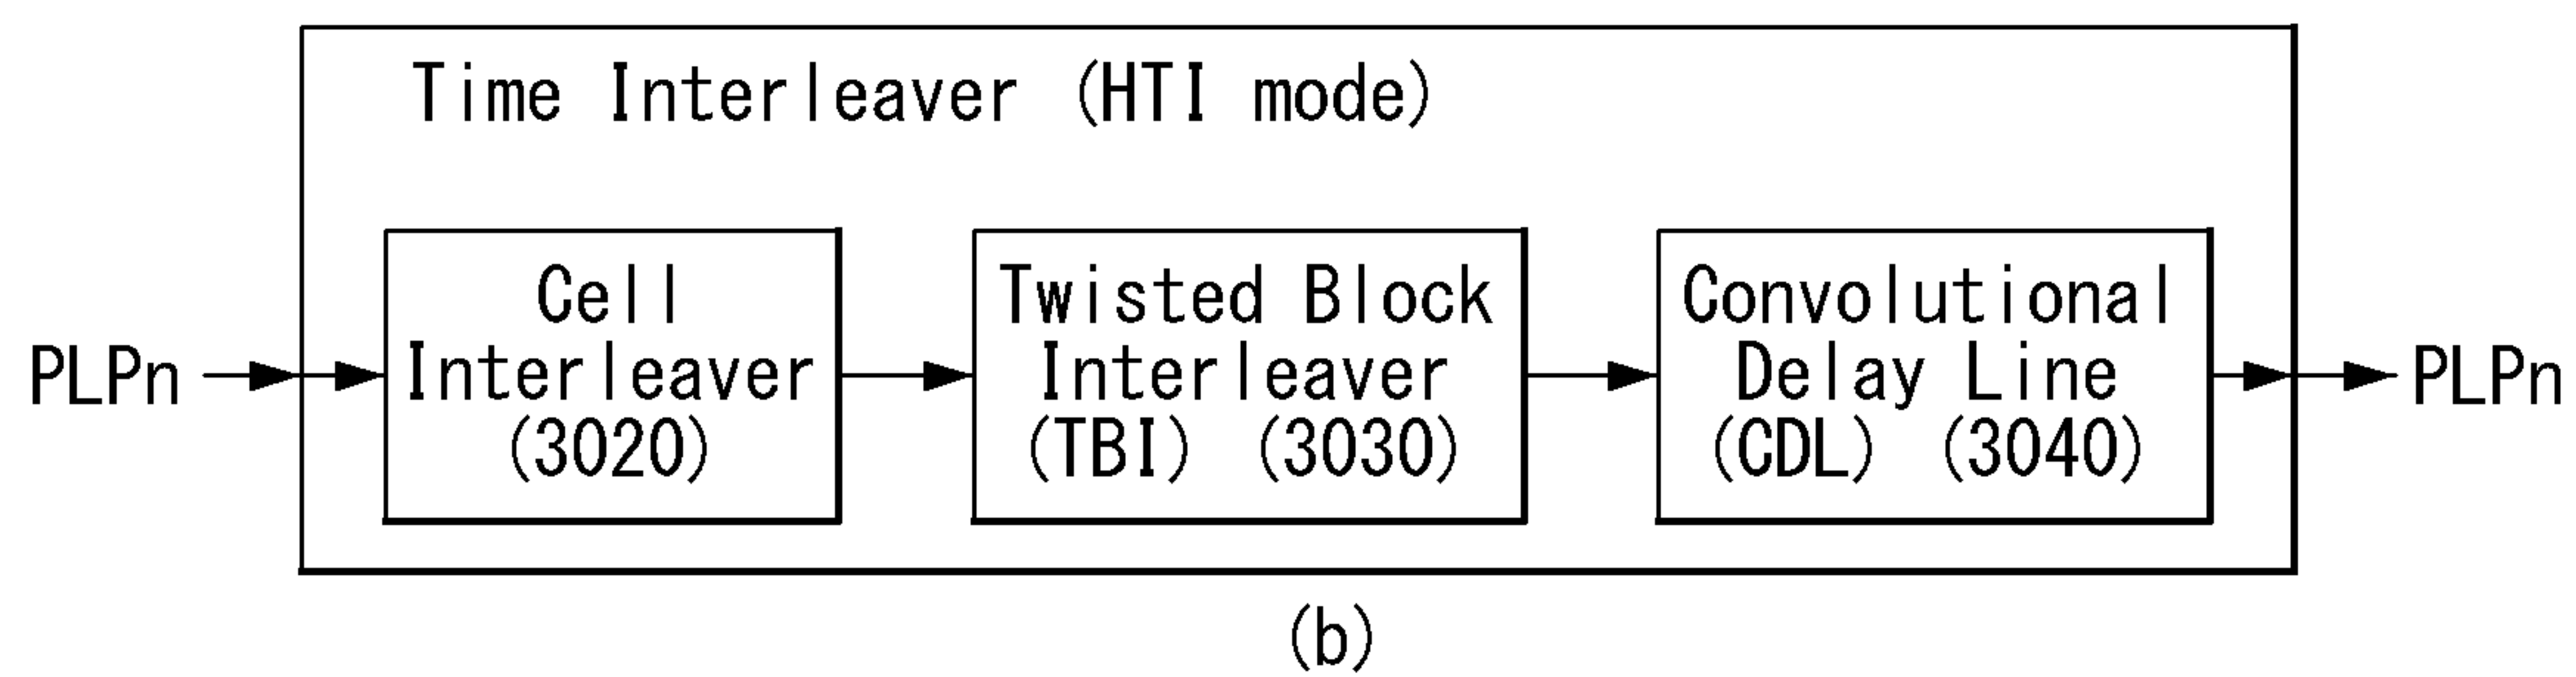 Time Interleaver (HTI mode)
PLPn
Cell
Interleaver
(3020)
Twisted Block
Interleaver
(TBI) (3030)
Convolutional
Delay Line
(CDL) (3040)
PLPn
(b)